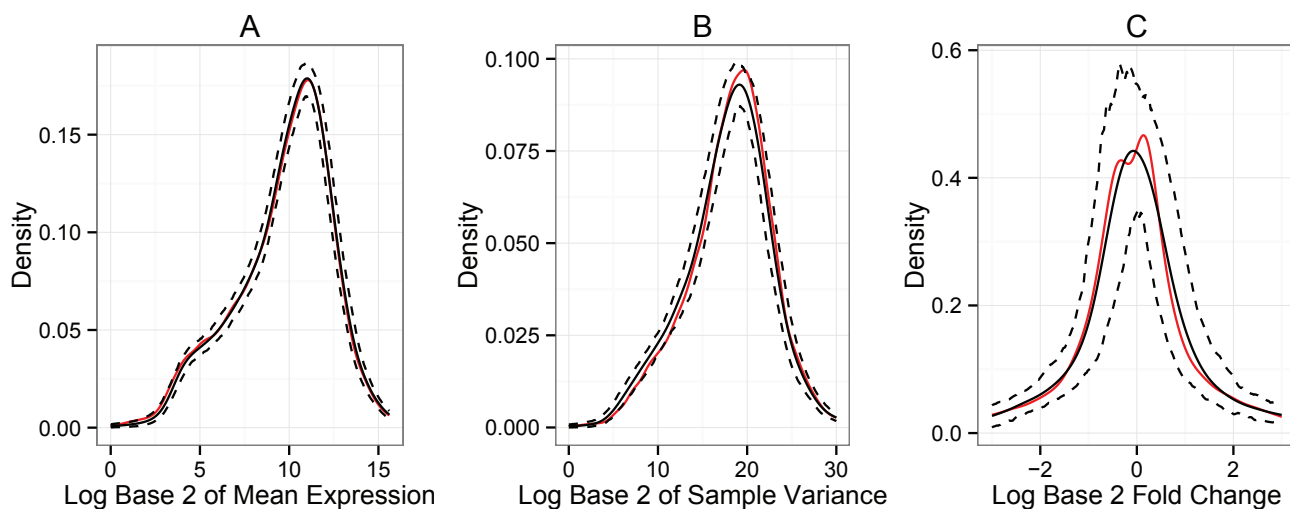 A
Density
0.15
0.10
0.05
0.00
0
5
10
15
Log Base 2 of Mean Expression
B
Density
0.100
0.075
0.050
0.025
0.000
0
10
20
30
Log Base 2 of Sample Variance
C
Density
0.6
0.4
0.2
0.0
−2
0
2
Log Base 2 Fold Change